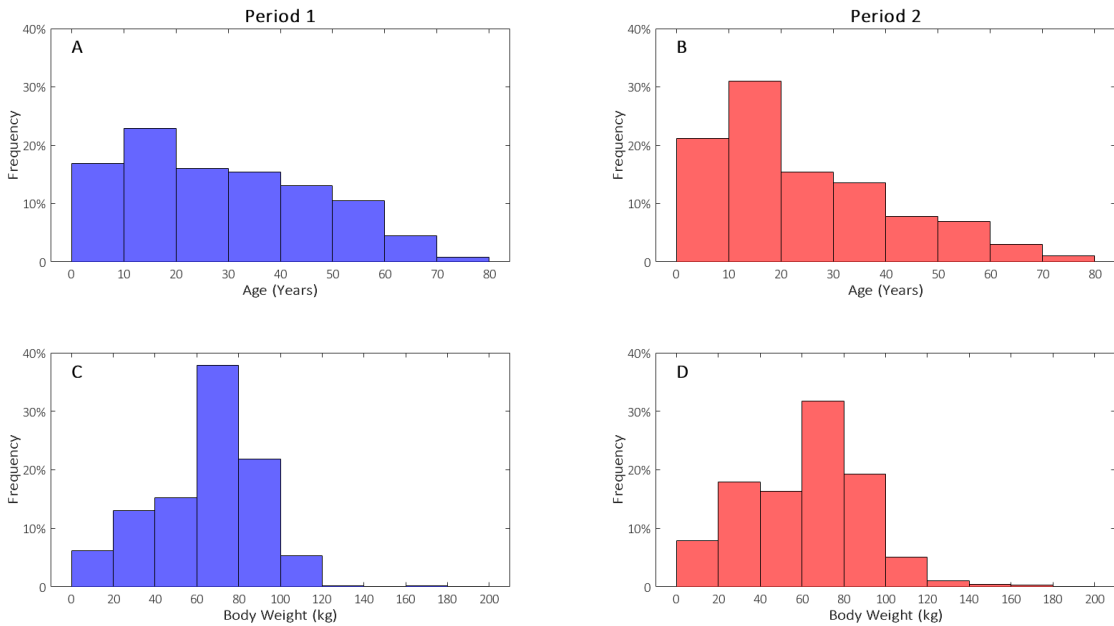 Period 1
Period 2
A
40%
30%
20%
10%
0
Frequency
0 10 20 30 40 50 60 70 80
Age (Years)
B
40%
30%
20%
10%
0
Frequency
0 10 20 30 40 50 60 70 80
Age (Years)
C
40%
30%
20%
10%
0
Frequency
0 20 40 60 80 100 120 140 160 180 200
Body Weight (kg)
D
40%
30%
20%
10%
0
Frequency
0 20 40 60 80 100 120 140 160 180 200
Body Weight (kg)